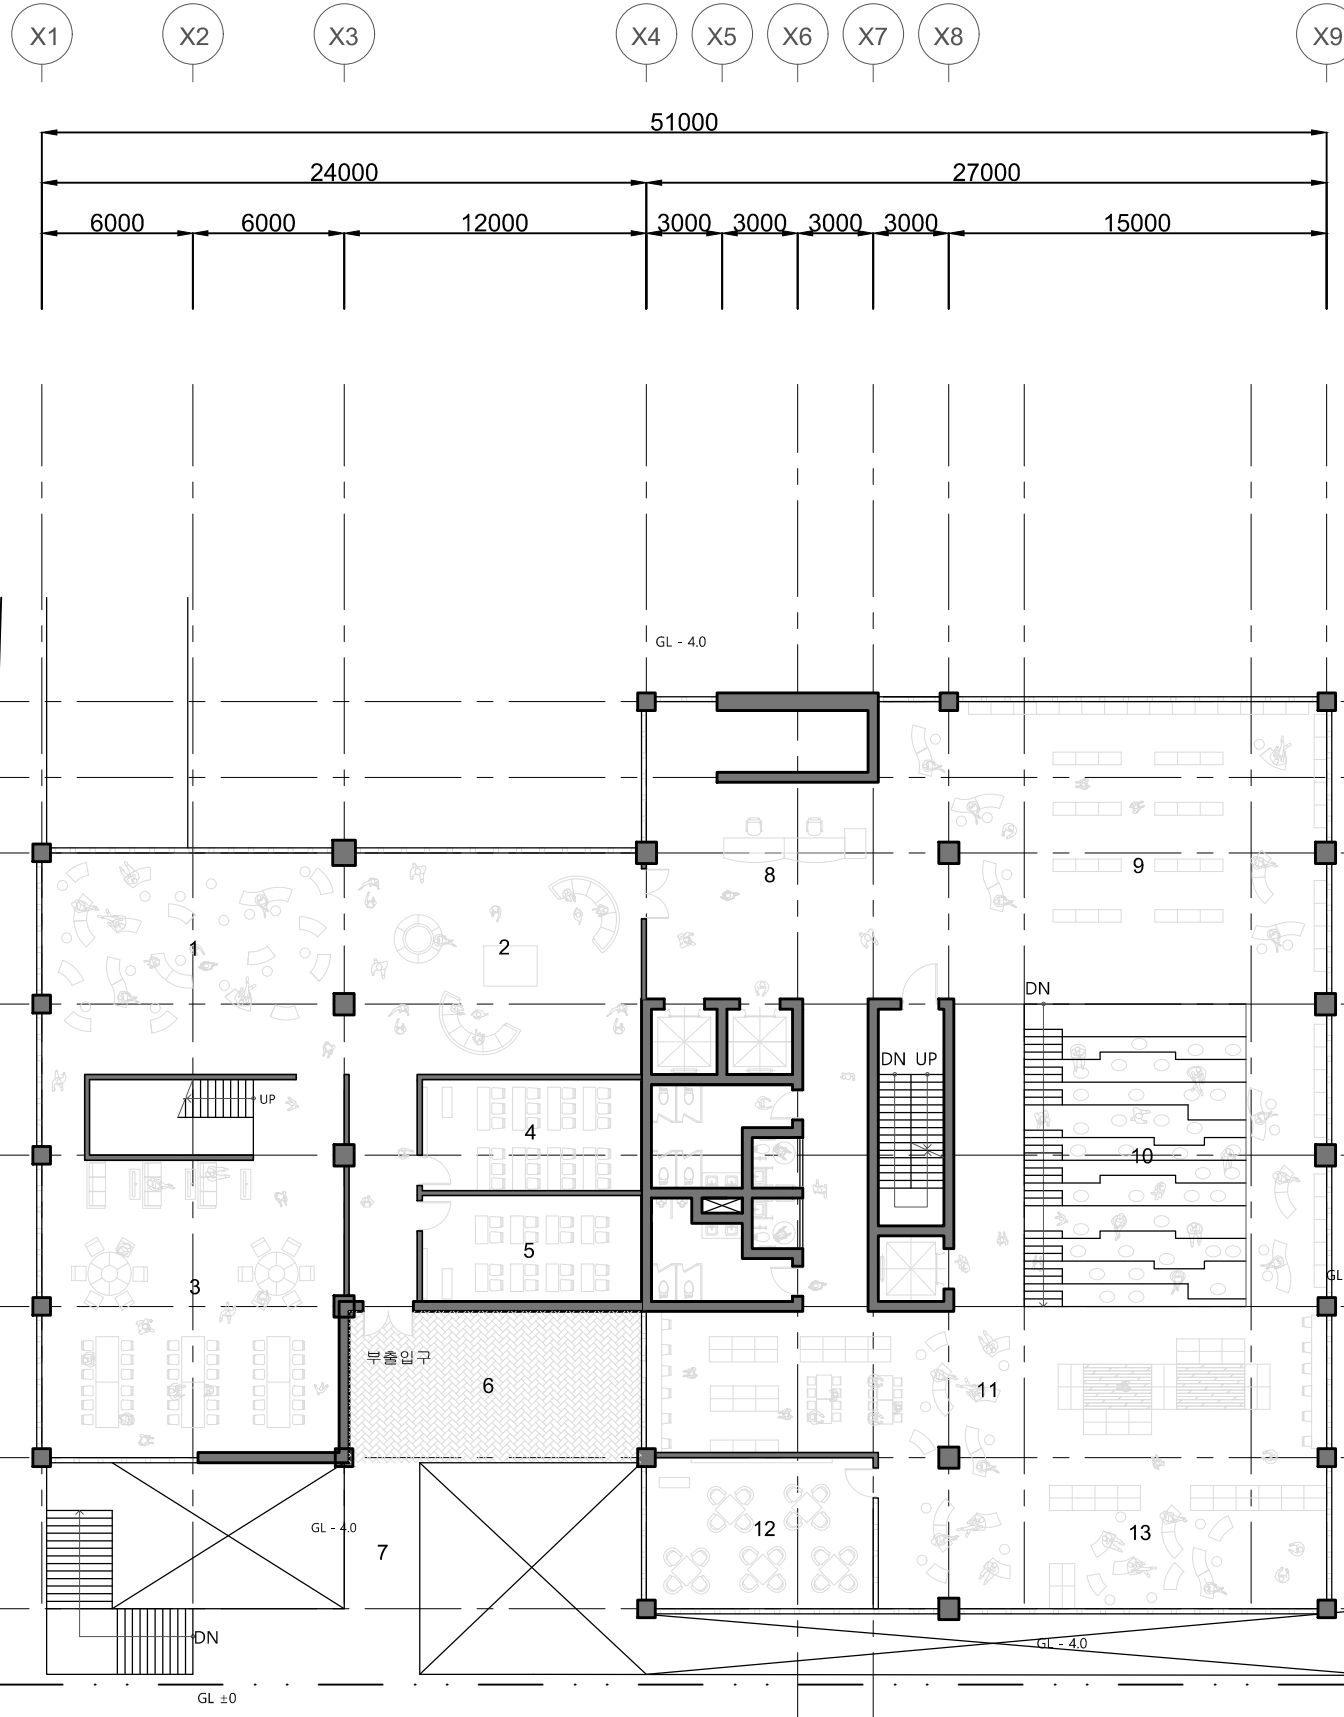 X1 X2 X3 X4 X5 X6 X7 X8 X9
51000
24000 27000
6000 6000 12000 3000 3000 3000 3000 15000
GL - 4.0
8
9
1
2
DN
DN UP
UP
4
10
5
3
GL
부출입구
6
11
12
13
GL - 4.0
7
DN
GL - 4.0
GL ±0